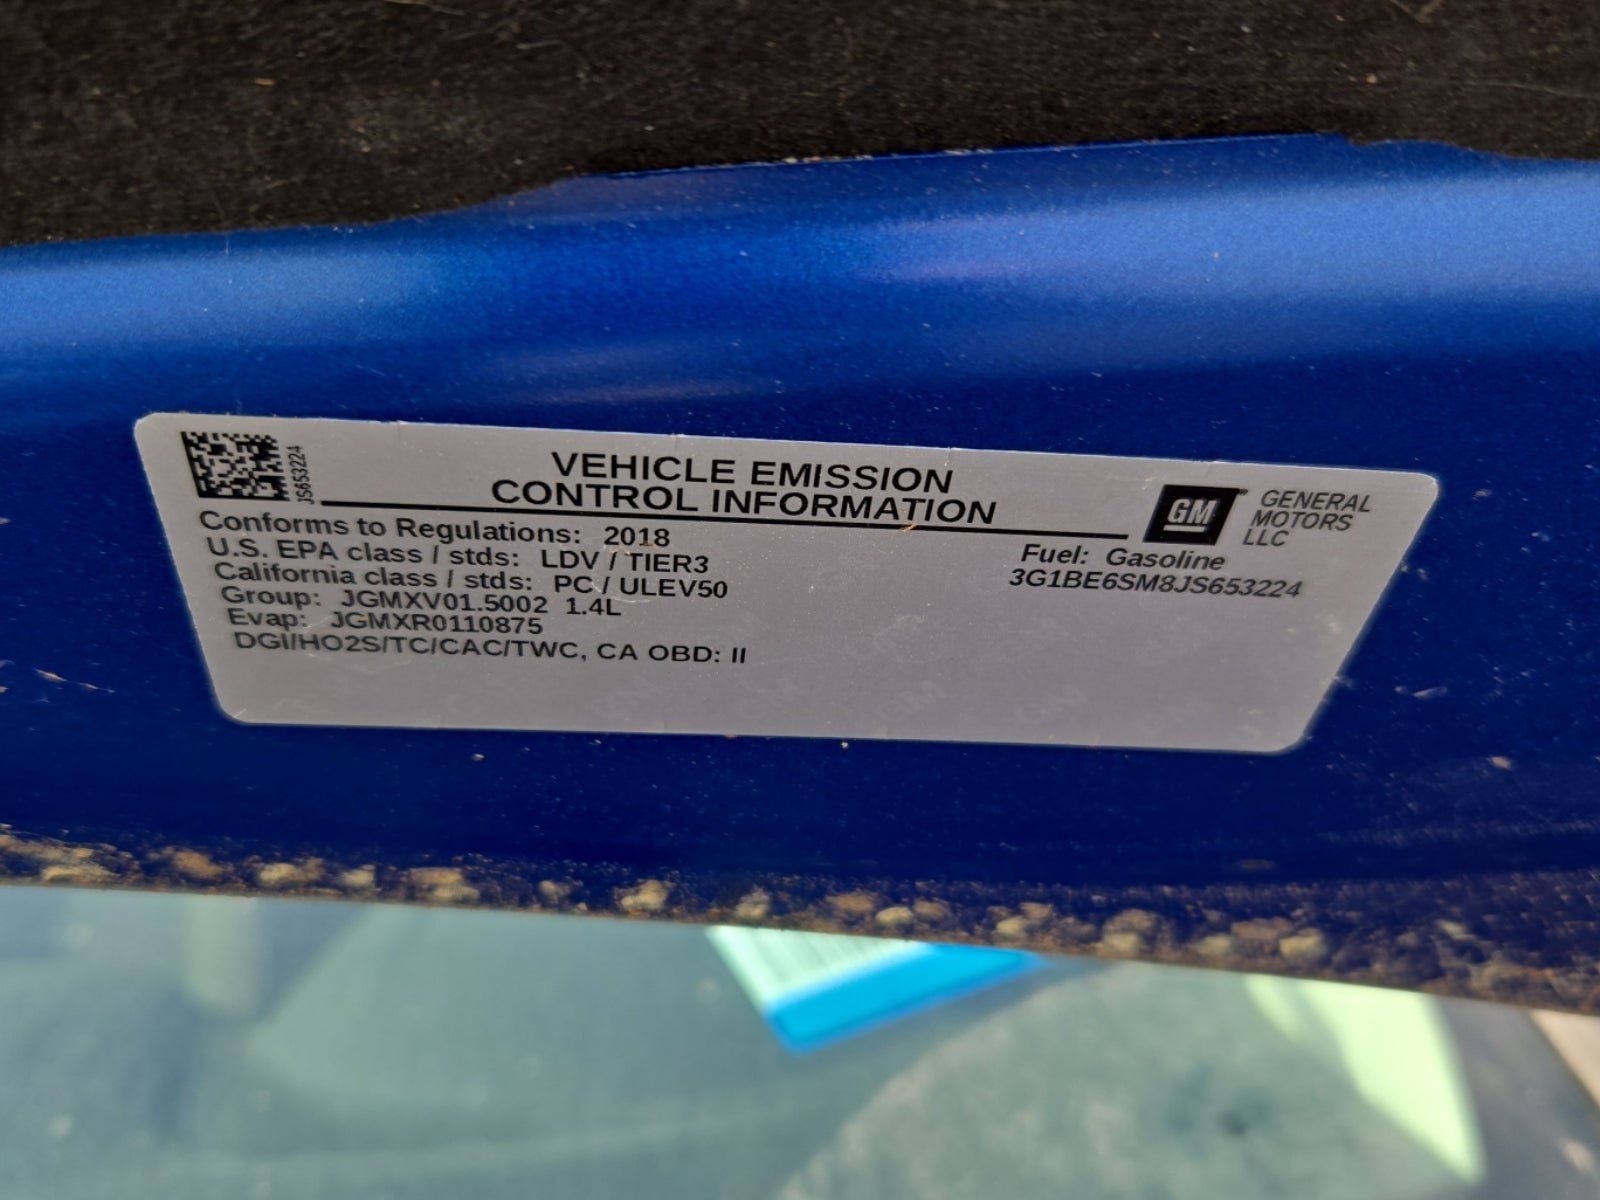 JS653224
VEHICLE EMISSION
CONTROL INFORMATION
GM
GENERAL
MOTORS
LLC
Conforms to Regulations: 2018
U.S. EPA class / stds: LDV / TIER3
California class / stds: PC / ULEV50
Group: JGMXV01.5002 1.4L
Evap: JGMXR0110875
DGI/HO2S/TC/CAC/TWC, CA OBD: II
Fuel: Gasoline
3G1BE6SM8JS653224